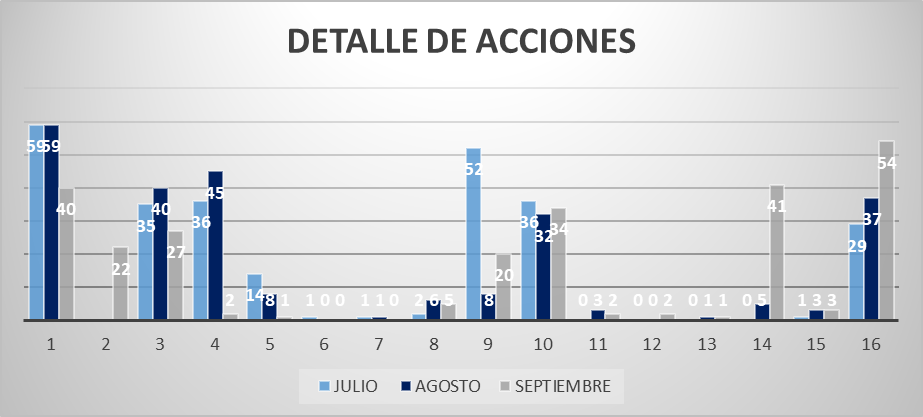 DETALLE DE ACCIONES
59 59 40 22 35 40 27 36 45 2 14 8 1 1 0 0 1 1 0 2 6 5 52 8 20 36 32 34 0 3 2 0 0 2 0 1 1 0 5 41 1 3 3 29 37 54
1 2 3 4 5 6 7 8 9 10 11 12 13 14 15 16
JULIO AGOSTO SEPTIEMBRE